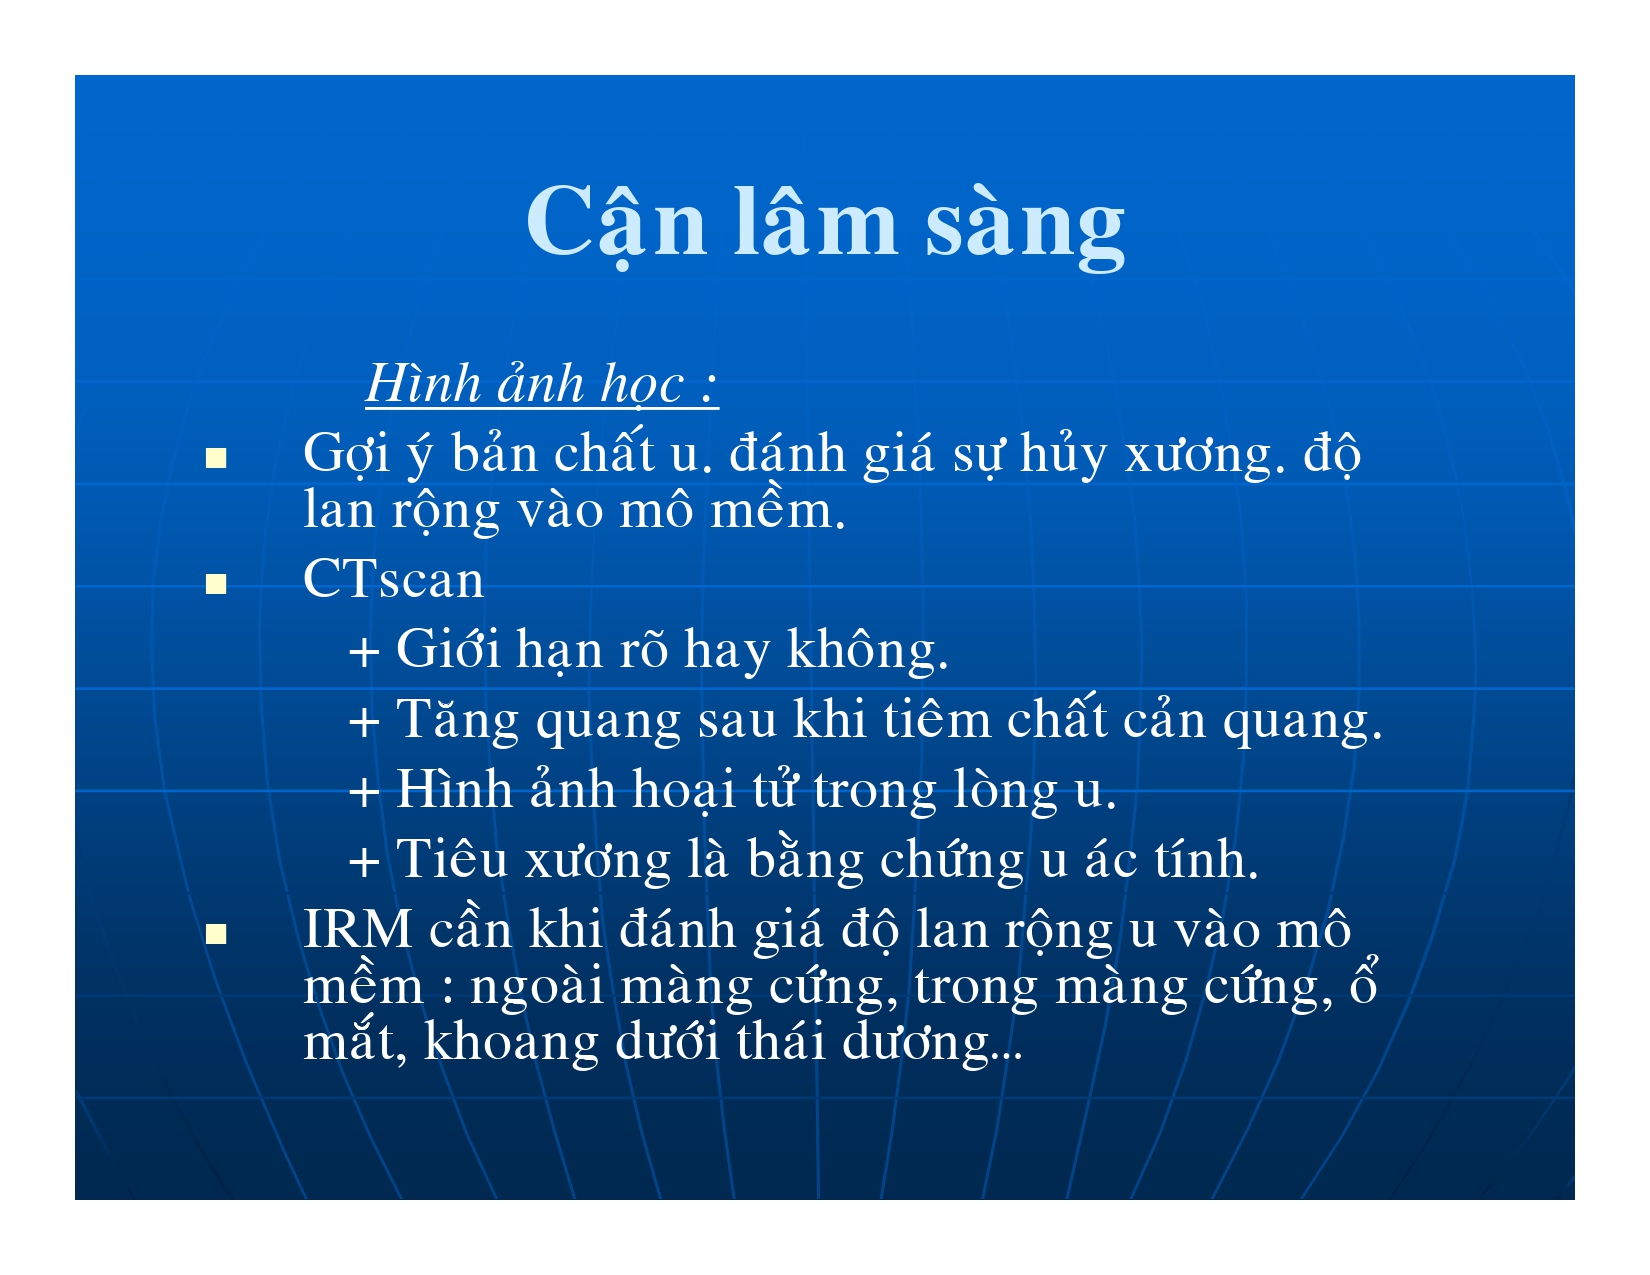 Cận lâm sàng
Hình ảnh học :
Gợi ý bản chất u. đánh giá sự hủy xương. độ
lan rộng vào mô mềm.
CTscan
+ Giới hạn rõ hay không.
+ Tăng quang sau khi tiêm chất cản quang.
+ Hình ảnh hoại tử trong lòng u.
+ Tiêu xương là bằng chứng u ác tính.
IRM cần khi đánh giá độ lan rộng u vào mô
mềm : ngoài màng cứng, trong màng cứng, ổ
mắt, khoang dưới thái dương...